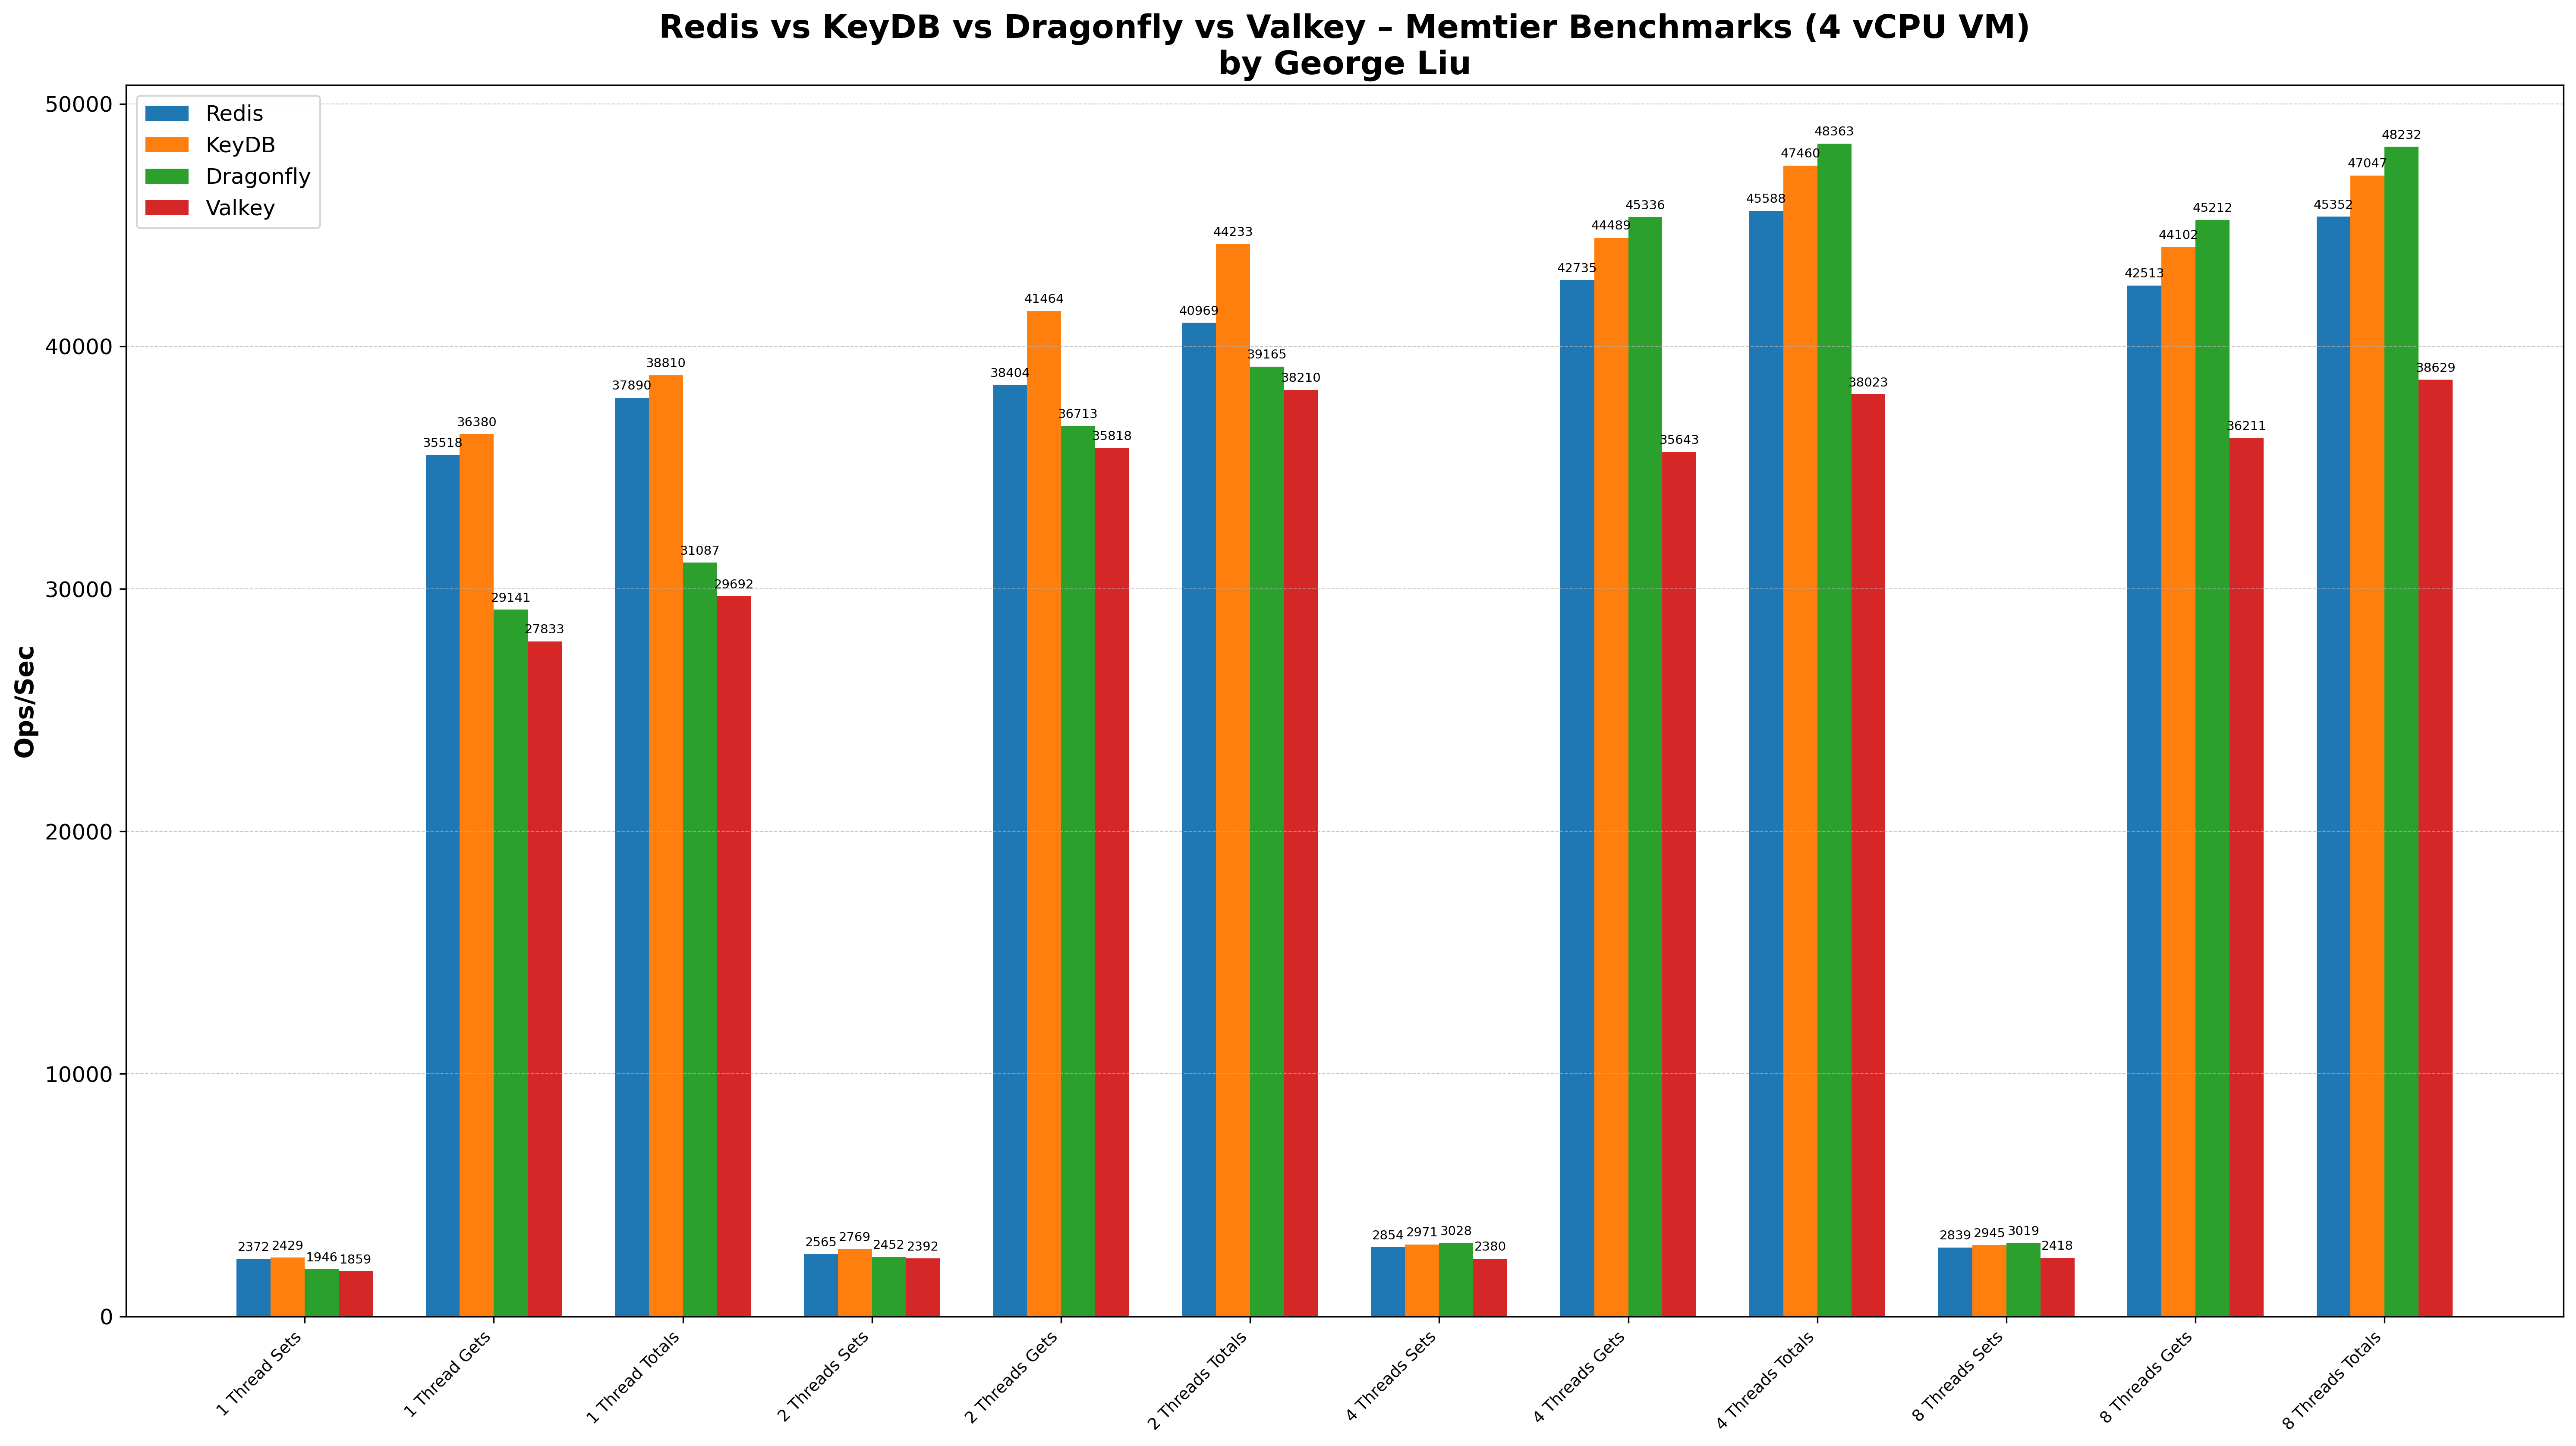 Redis vs KeyDB vs Dragonfly vs Valkey – Memtier Benchmarks (4 vCPU VM)
by George Liu
Redis
KeyDB
Dragonfly
Valkey
Ops/Sec
50000
40000
30000
20000
10000
0
2372 2429 1946 1859
35518 36380 29141 27833
37890 38810 31087 29692
2565 2769 2452 2392
38404 41464 36713 35818
40969 44233 39165 38210
2854 2971 3028 2380
42735 44489 45336 35643
45588 47460 48363 38023
2839 2945 3019 2418
42513 44102 45212 36211
45352 47047 48232 38629
1 Thread Sets
1 Thread Gets
1 Thread Totals
2 Threads Sets
2 Threads Gets
2 Threads Totals
4 Threads Sets
4 Threads Gets
4 Threads Totals
8 Threads Sets
8 Threads Gets
8 Threads Totals